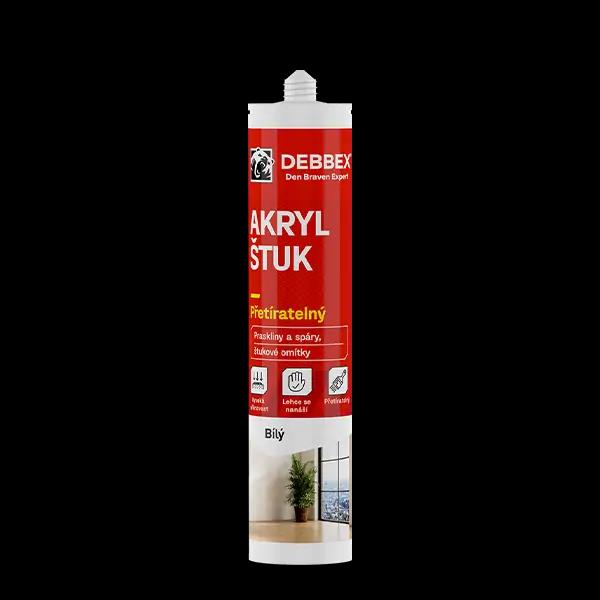 DEBBEX
Den Braven Expert
AKRYL
ŠTUK
Přetíratelný
Praskliny a spáry,
štukové omítky
Lehce se
nanáší
Přetíratelný
Bílý